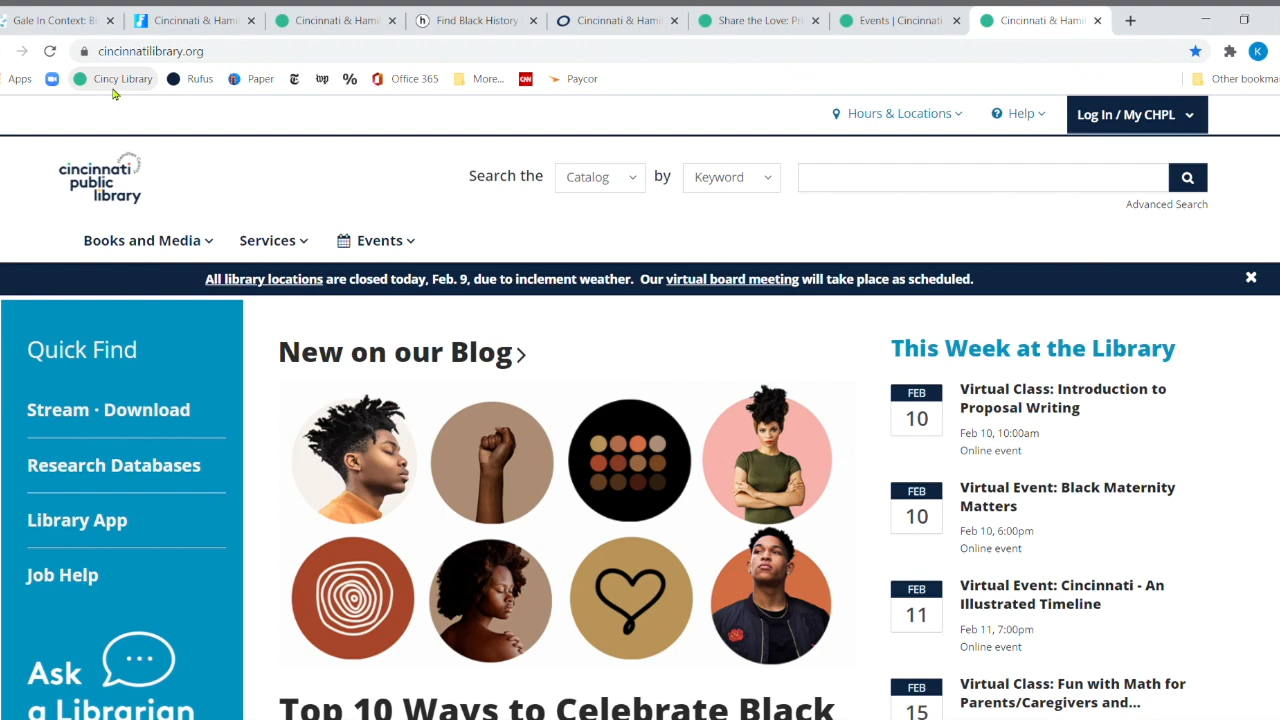 Gale In Context: B
Cincinnati & Hamil
Cincinnati & Hamil
Find Black History
Cincinnati & Hamil
Share the Love: Pri
Events | Cincinnati
Cincinnati & Hamil
cincinnatilibrary.org
K
Apps
Cincy Library
Rufus
Paper
wp
%
Office 365
More...
CNN
Paycor
Other bookma
Hours & Locations
Help
Log In / My CHPL
cincinnati
public
library
Search the
Catalog
by
Keyword
Advanced Search
Books and Media
Services
Events
All library locations are closed today, Feb. 9, due to inclement weather. Our virtual board meeting will take place as scheduled.
Quick Find
Stream · Download
Research Databases
Library App
Job Help
Ask
a Librarian
New on our Blog
Top 10 Ways to Celebrate Black
This Week at the Library
FEB
10
Virtual Class: Introduction to
Proposal Writing
Feb 10, 10:00am
Online event
FEB
10
Virtual Event: Black Maternity
Matters
Feb 10, 6:00pm
Online event
FEB
11
Virtual Event: Cincinnati - An
Illustrated Timeline
Feb 11, 7:00pm
Online event
FEB
15
Virtual Class: Fun with Math for
Parents/Caregivers and...